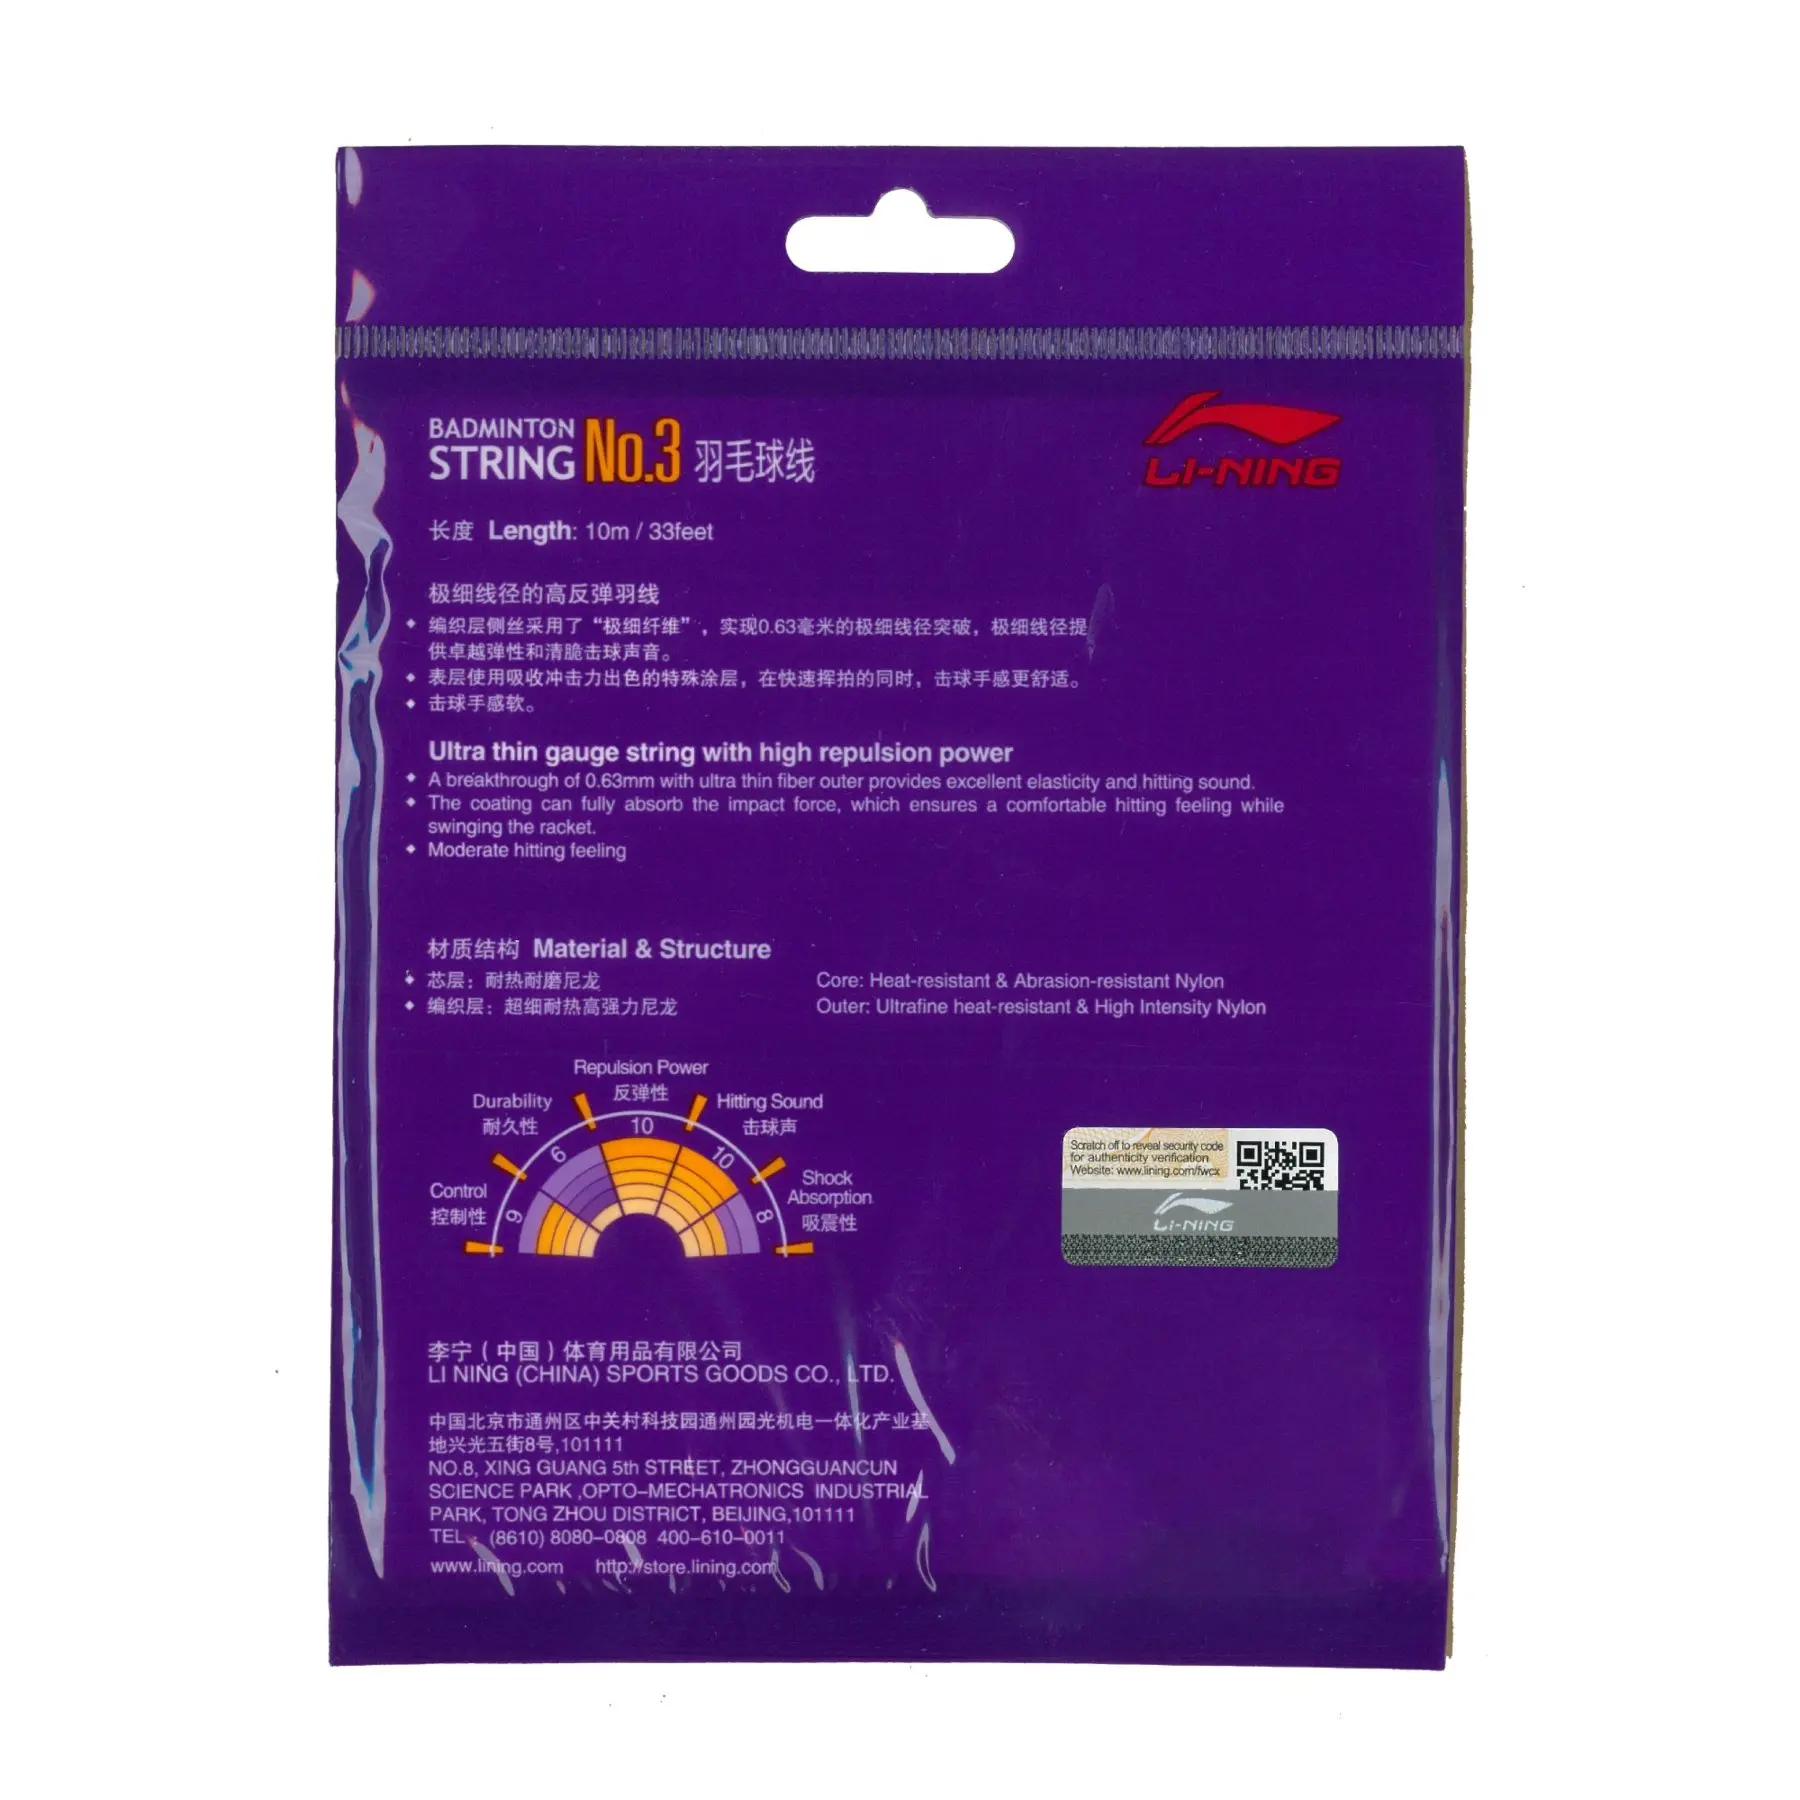 BADMINTON
STRING No.3 羽毛球线
LI-NING
长度 Length: 10m / 33feet
极细线径的高反弹羽线
编织层侧丝采用了“极细纤维”，实现0.63毫米的极细线径突破，极细线径提
供卓越弹性和清脆击球声音。
表层使用吸收冲击力出色的特殊涂层，在快速挥拍的同时，击球手感更舒适。
击球手感软。
Ultra thin gauge string with high repulsion power
A breakthrough of 0.63mm with ultra thin fiber outer provides excellent elasticity and hitting sound.
The coating can fully absorb the impact force, which ensures a comfortable hitting feeling while
swinging the racket.
Moderate hitting feeling
材质结构 Material & Structure
芯层：耐热耐磨尼龙 Core: Heat-resistant & Abrasion-resistant Nylon
编织层：超细耐热高强力尼龙 Outer: Ultrafine heat-resistant & High Intensity Nylon
Repulsion Power
反弹性
10
Durability
耐久性
6
Hitting Sound
击球声
10
Control
控制性
9
Shock
Absorption
吸震性
8
Scratch off to reveal security code
for authenticity verification
Website: www.lining.com/fwcx
LI-NING
李宁（中国）体育用品有限公司
LI NING (CHINA) SPORTS GOODS CO., LTD.
中国北京市通州区中关村科技园通州园光机电一体化产业基
地兴光五街8号,101111
NO.8, XING GUANG 5th STREET, ZHONGGUANCUN
SCIENCE PARK ,OPTO-MECHATRONICS INDUSTRIAL
PARK, TONG ZHOU DISTRICT, BEIJING,101111
TEL : (8610) 8080-0808 400-610-0011
www.lining.com http://store.lining.com